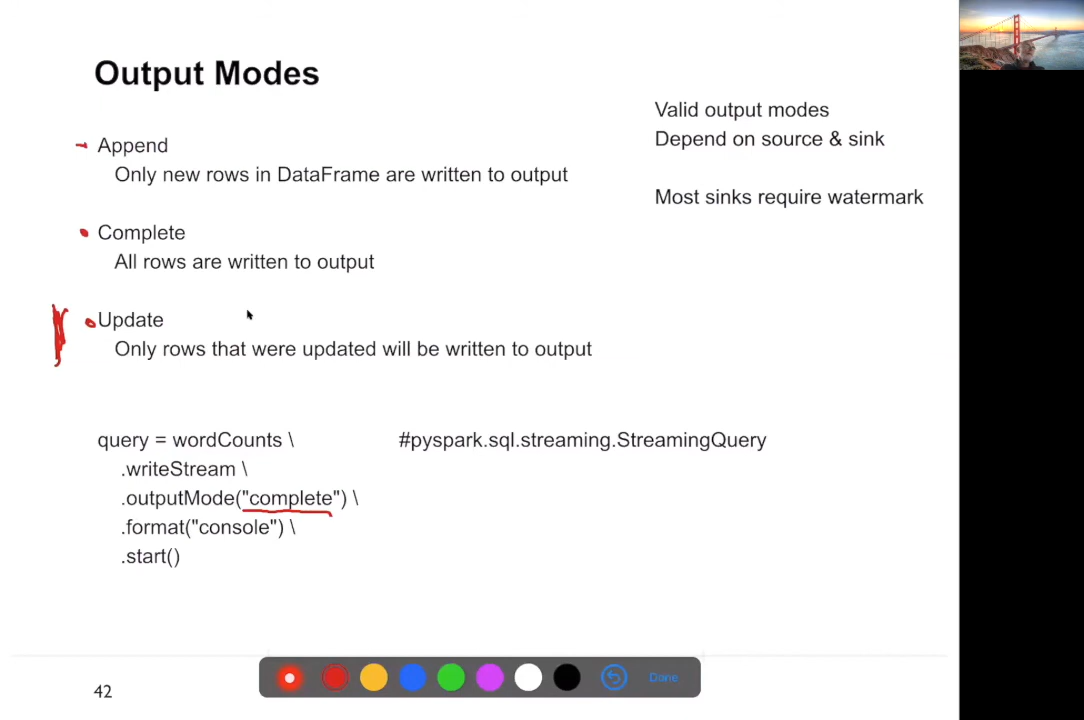 Output Modes
Valid output modes
Depend on source & sink
Most sinks require watermark
Append
Only new rows in DataFrame are written to output
Complete
All rows are written to output
Update
Only rows that were updated will be written to output
query = wordCounts \ #pyspark.sql.streaming.StreamingQuery
.writeStream \
.outputMode("complete") \
.format("console") \
.start()
42
Done